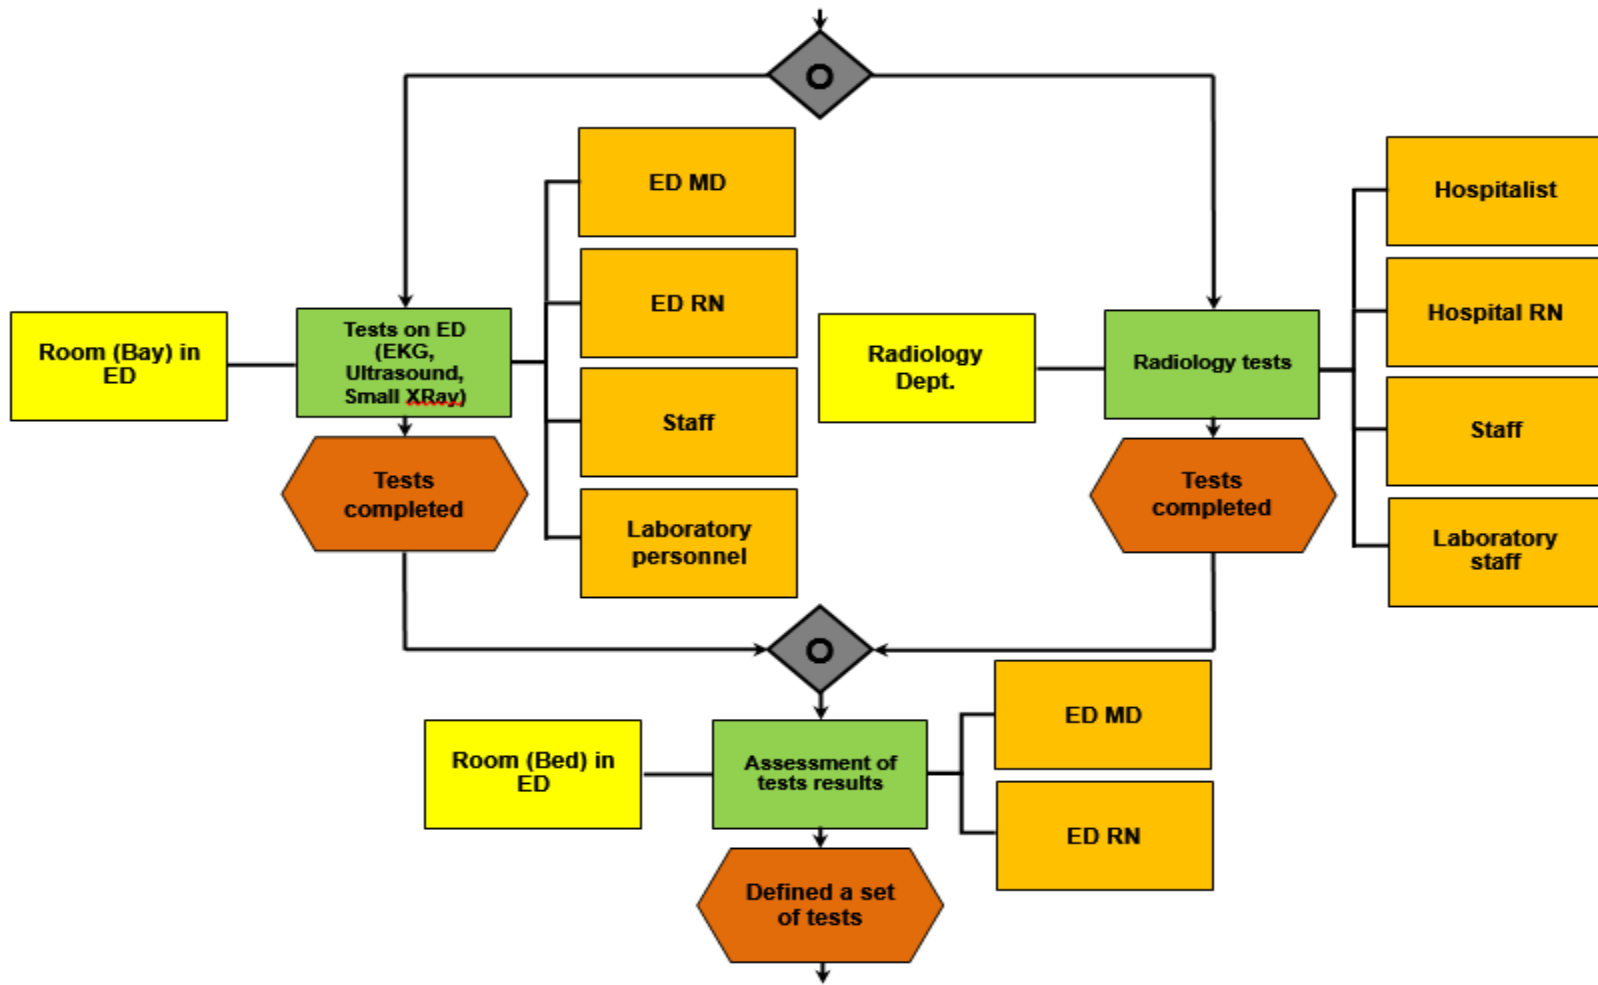 O
ED MD
Hospitalist
Room (Bay) in
ED
Tests on ED
(EKG,
Ultrasound,
Small XRay)
ED RN
Radiology
Dept.
Radiology tests
Hospital RN
Staff
Staff
Tests
completed
Tests
completed
Laboratory
personnel
Laboratory
staff
O
Room (Bed) in
ED
Assessment of
tests results
ED MD
ED RN
Defined a set
of tests